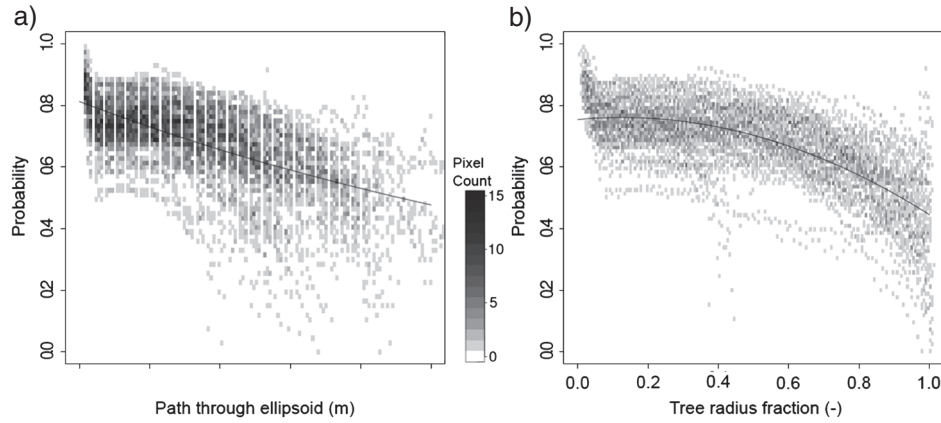 a)
1.0
0.8
0.6
0.4
0.2
0.0
Probability
Path through ellipsoid (m)
Pixel
Count
15
10
5
0
b)
1.0
0.8
0.6
0.4
0.2
0.0
Probability
0.0 0.2 0.4 0.6 0.8 1.0
Tree radius fraction (-)